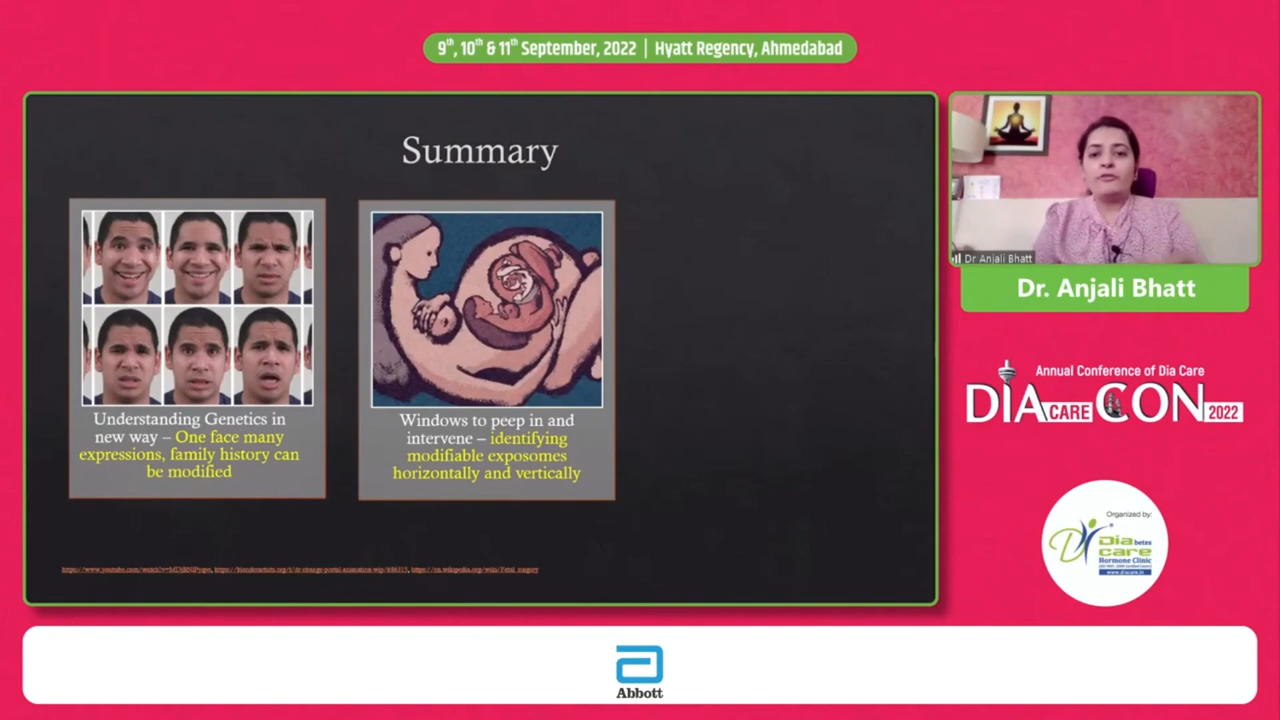 9th, 10th & 11th September, 2022 | Hyatt Regency, Ahmedabad
Summary
Understanding Genetics in
new way – One face many
expressions, family history can
be modified
Windows to peep in and
intervene – identifying
modifiable exposomes
horizontally and vertically
Dr Anjali Bhatt
Dr. Anjali Bhatt
Annual Conference of Dia Care
DIA CARE CON 2022
Organized by:
Diabetes
care
Hormone Clinic
www.diacare.in
Abbott